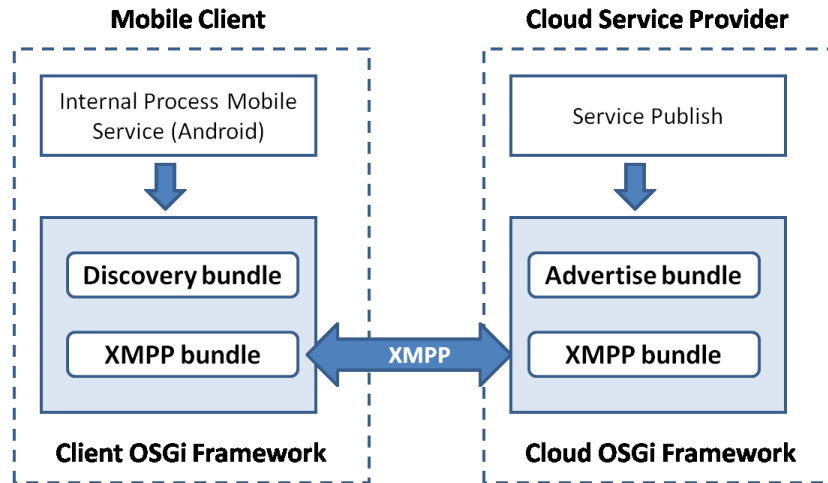 Mobile Client
Internal Process Mobile
Service (Android)
Discovery bundle
XMPP bundle
Client OSGi Framework
XMPP
Cloud Service Provider
Service Publish
Advertise bundle
XMPP bundle
Cloud OSGi Framework